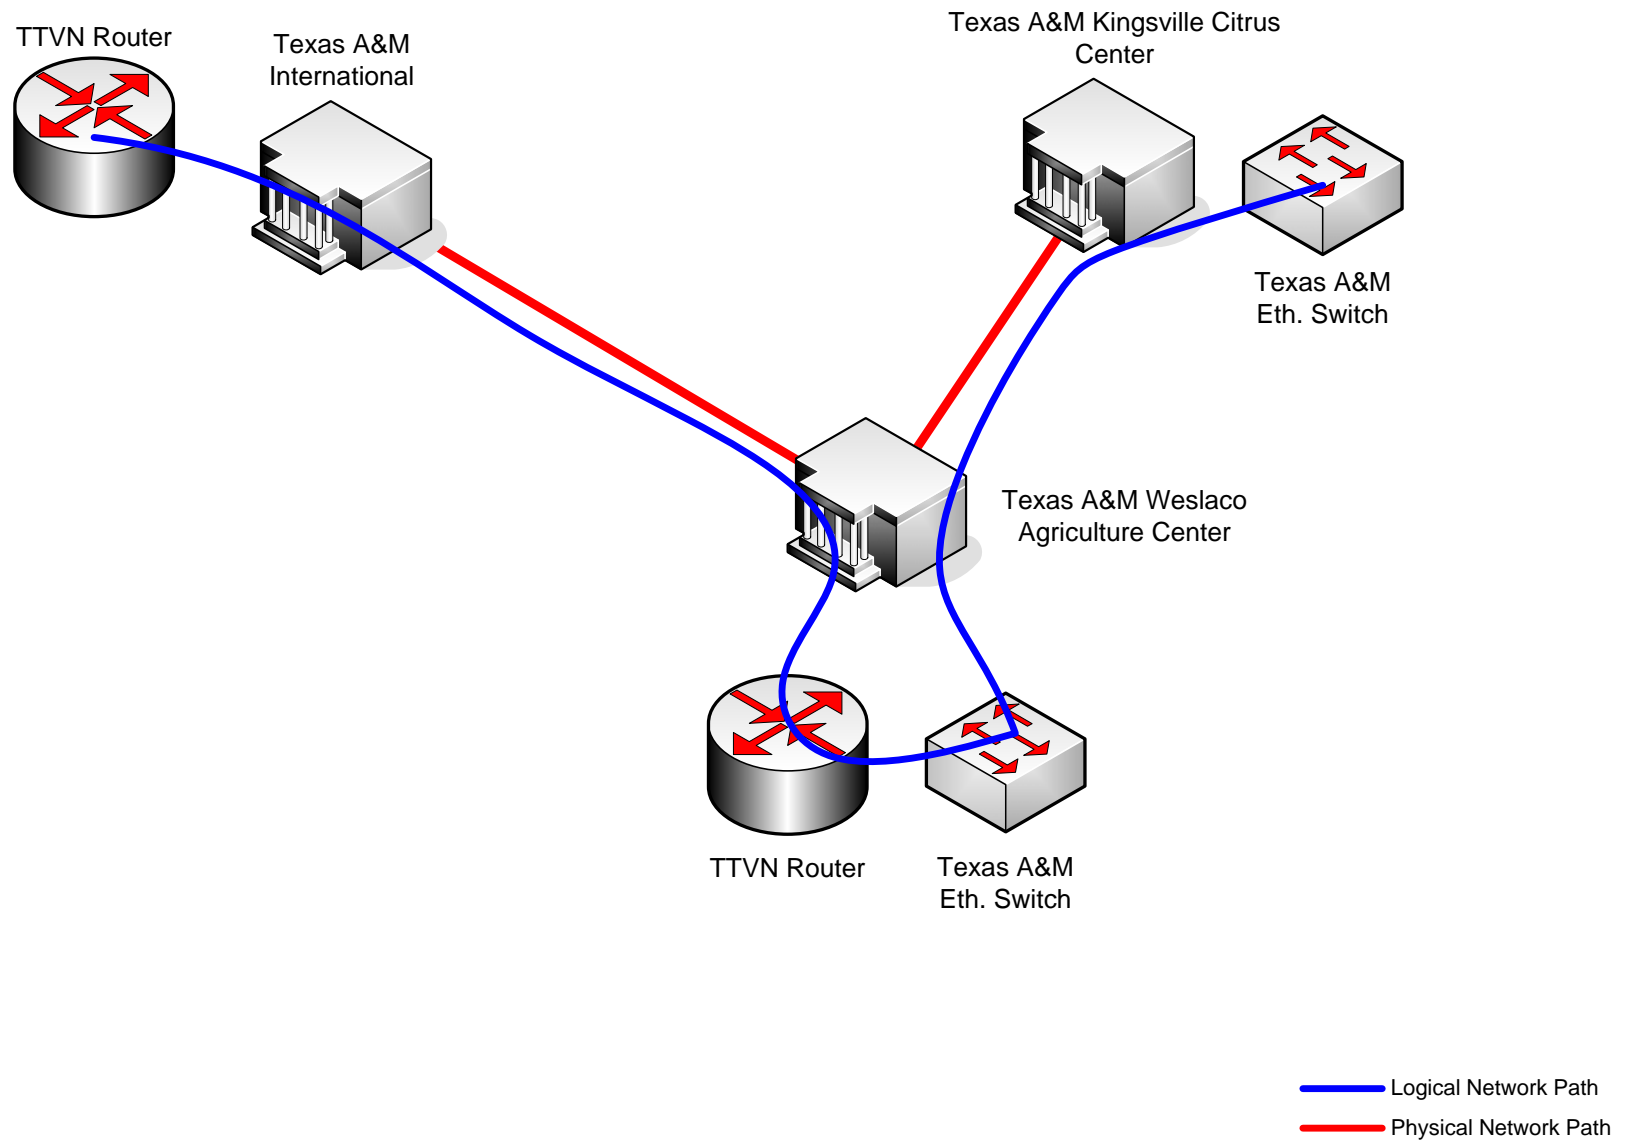 TTVN Router
Texas A&M
International
Texas A&M Kingsville Citrus
Center
Texas A&M
Eth. Switch
Texas A&M Weslaco
Agriculture Center
TTVN Router
Texas A&M
Eth. Switch
Logical Network Path
Physical Network Path